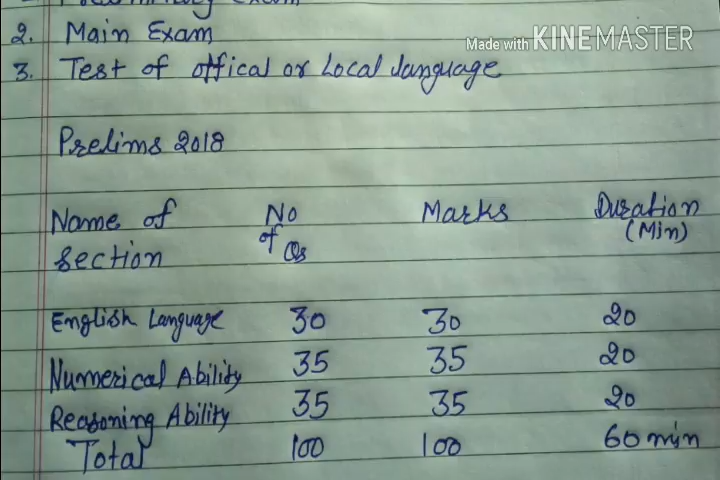 2. Main Exam
Made with KINEMASTER
3. Test of offical or Local language
Prelims 2018
Name of section No of Qs Marks Duration (Min)
English Language 30 30 20
Numerical Ability 35 35 20
Reasoning Ability 35 35 20
Total 100 100 60 min